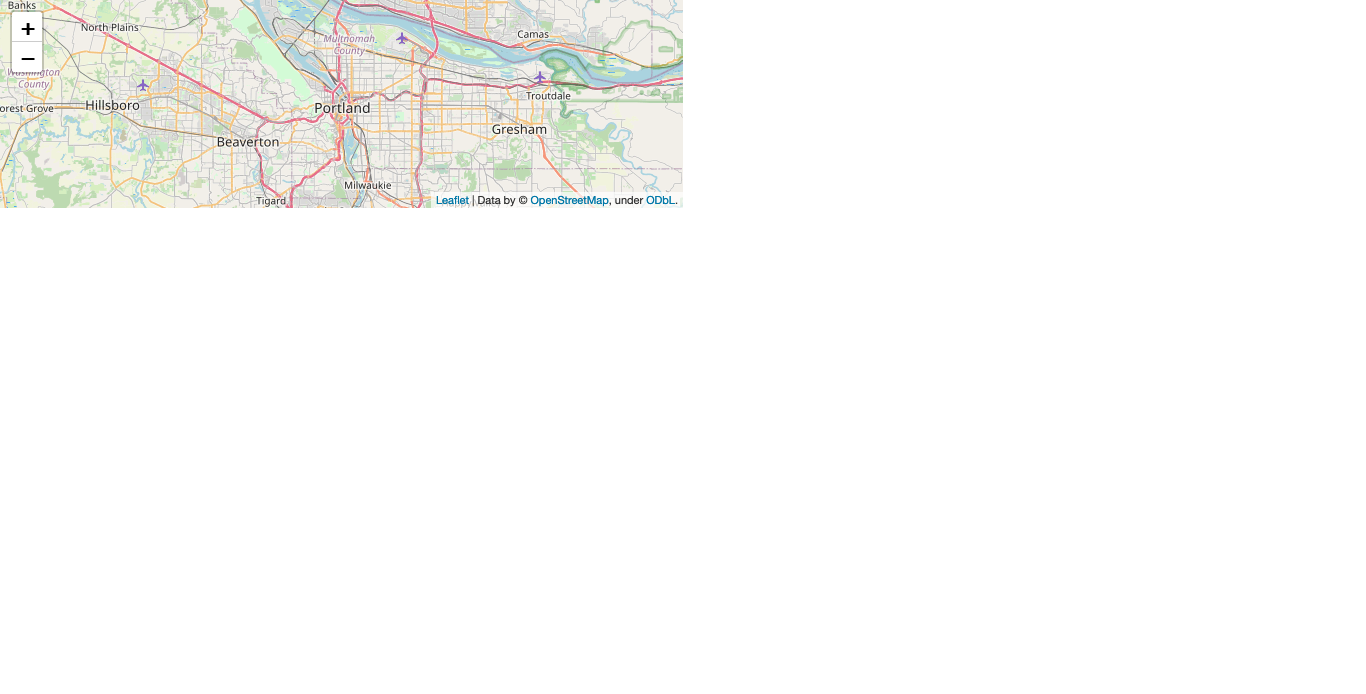 Banks
+
North Plains
Camas
Multnomah
County
−
Washington
County
Troutdale
Hillsboro
orest Grove
Portland
Gresham
Beaverton
Milwaukie
Tigard
Leaflet | Data by © OpenStreetMap, under ODbL.